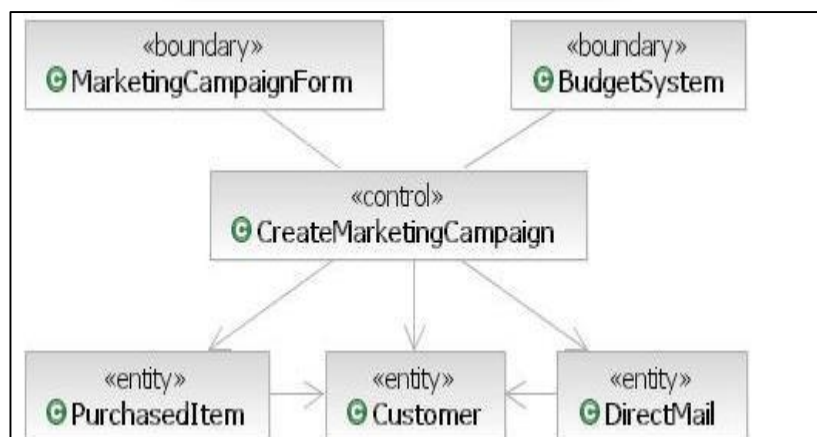 «boundary»
MarketingCampaignForm
«boundary»
BudgetSystem
«control»
CreateMarketingCampaign
«entity»
PurchasedItem
«entity»
Customer
«entity»
DirectMail